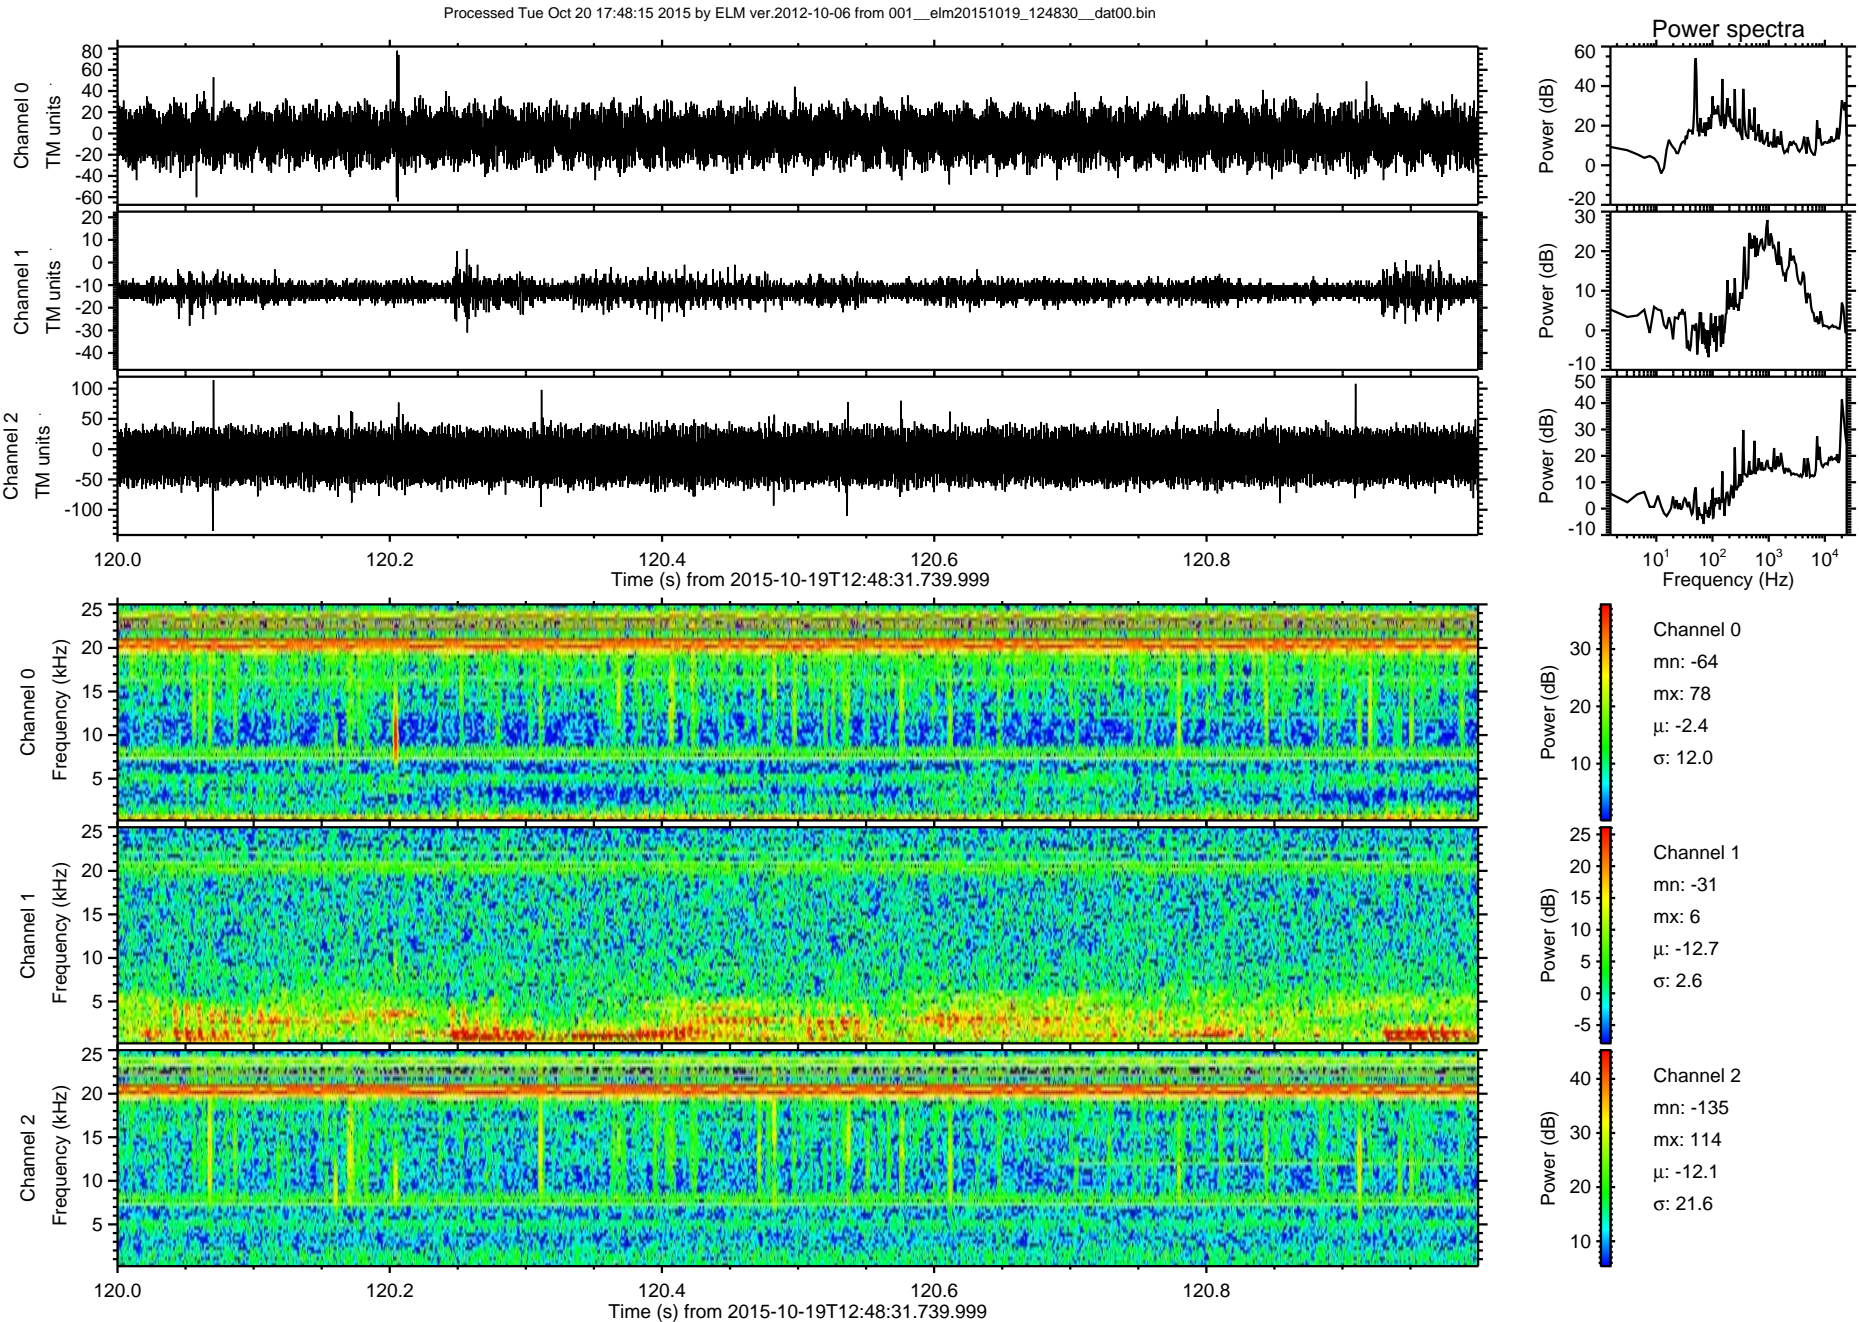 Processed Tue Oct 20 17:48:15 2015 by ELM ver.2012-10-06 from 001__elm20151019_124830__dat00.bin
Power spectra
Channel 0
TM units
80
60
40
20
0
-20
-40
-60
Power (dB)
60
40
20
0
-20
Channel 1
TM units
20
10
0
-10
-20
-30
-40
Power (dB)
30
20
10
0
-10
Channel 2
TM units
100
50
0
-50
-100
Power (dB)
50
40
30
20
10
0
-10
120.0 120.2 120.4 120.6 120.8
Time (s) from 2015-10-19T12:48:31.739.999
10¹ 10² 10³ 10⁴
Frequency (Hz)
Channel 0
Frequency (kHz)
25
20
15
10
5
Power (dB)
30
20
10
Channel 0
mn: -64
mx: 78
μ: -2.4
σ: 12.0
Channel 1
Frequency (kHz)
25
20
15
10
5
Power (dB)
25
20
15
10
5
0
-5
Channel 1
mn: -31
mx: 6
μ: -12.7
σ: 2.6
Channel 2
Frequency (kHz)
25
20
15
10
5
Power (dB)
40
30
20
10
Channel 2
mn: -135
mx: 114
μ: -12.1
σ: 21.6
120.0 120.2 120.4 120.6 120.8
Time (s) from 2015-10-19T12:48:31.739.999